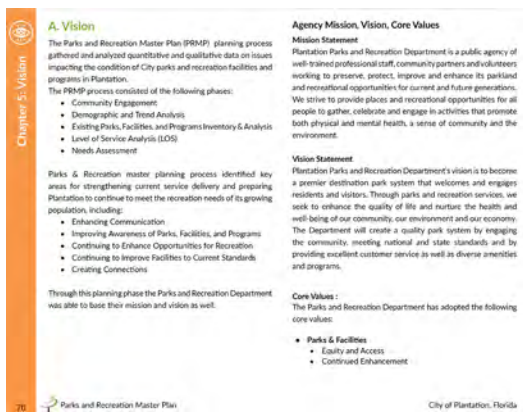 Chapter 5: Vision
A. Vision
The Parks and Recreation Master Plan (PRMP) planning process
gathered and analyzed quantitative and qualitative data on issues
impacting the condition of City parks and recreation facilities and
programs in Plantation.
The PRMP process consisted of the following phases:
• Community Engagement
• Demographic and Trend Analysis
• Existing Parks, Facilities, and Programs Inventory & Analysis
• Level of Service Analysis (LOS)
• Needs Assessment
Parks & Recreation master planning process identified key
areas for strengthening current service delivery and preparing
Plantation to continue to meet the recreation needs of its growing
population, including:
• Enhancing Communication
• Improving Awareness of Parks, Facilities, and Programs
• Continuing to Enhance Opportunities for Recreation
• Continuing to Improve Facilities to Current Standards
• Creating Connections
Through this planning phase the Parks and Recreation Department
was able to base their mission and vision as well.
Agency Mission, Vision, Core Values
Mission Statement
Plantation Parks and Recreation Department is a public agency of
well-trained professional staff, community partners and volunteers
working to preserve, protect, improve and enhance its parkland
and recreational opportunities for current and future generations.
We strive to provide places and recreational opportunities for all
people to gather, celebrate and engage in activities that promote
both physical and mental health, a sense of community and the
environment.
Vision Statement
Plantation Parks and Recreation Department's vision is to become
a premier destination park system that welcomes and engages
residents and visitors. Through parks and recreation services, we
seek to enhance the quality of life and nurture the health and
well-being of our community, our environment and our economy.
The Department will create a quality park system by engaging
the community, meeting national and state standards and by
providing excellent customer service as well as diverse amenities
and programs.
Core Values :
The Parks and Recreation Department has adopted the following
core values:
• Parks & Facilities
• Equity and Access
• Continued Enhancement
70
Parks and Recreation Master Plan
City of Plantation, Florida